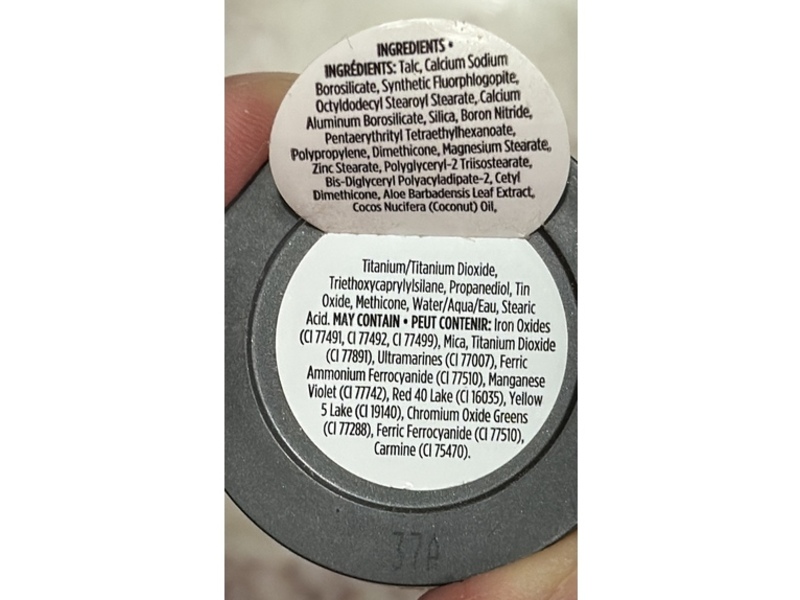 INGREDIENTS •
INGRÉDIENTS: Talc, Calcium Sodium
Borosilicate, Synthetic Fluorphlogopite,
Octyldodecyl Stearoyl Stearate, Calcium
Aluminum Borosilicate, Silica, Boron Nitride,
Pentaerythrityl Tetraethylhexanoate,
Polypropylene, Dimethicone, Magnesium Stearate,
Zinc Stearate, Polyglyceryl-2 Triisostearate,
Bis-Diglyceryl Polyacyladipate-2, Cetyl
Dimethicone, Aloe Barbadensis Leaf Extract,
Cocos Nucifera (Coconut) Oil,
Titanium/Titanium Dioxide,
Triethoxycaprylylsilane, Propanediol, Tin
Oxide, Methicone, Water/Aqua/Eau, Stearic
Acid. MAY CONTAIN • PEUT CONTENIR: Iron Oxides
(CI 77491, CI 77492, CI 77499), Mica, Titanium Dioxide
(CI 77891), Ultramarines (CI 77007), Ferric
Ammonium Ferrocyanide (CI 77510), Manganese
Violet (CI 77742), Red 40 Lake (CI 16035), Yellow
5 Lake (CI 19140), Chromium Oxide Greens
(CI 77288), Ferric Ferrocyanide (CI 77510),
Carmine (CI 75470).
37A